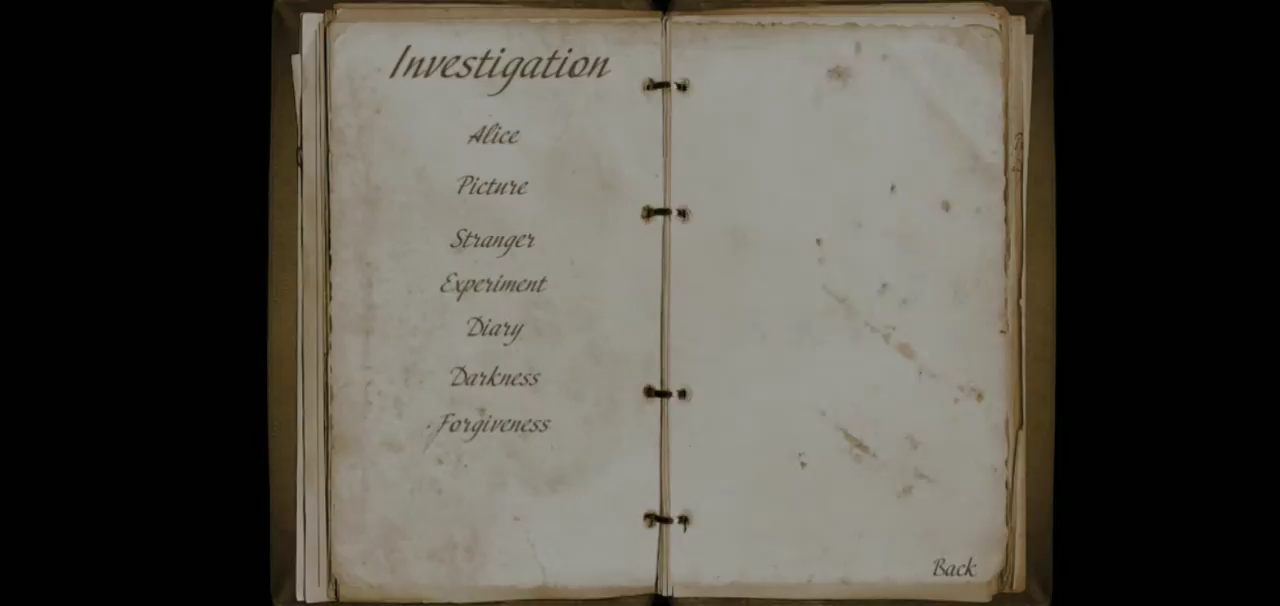 Investigation
Alice
Picture
Stranger
Experiment
Diary
Darkness
Forgiveness
Back